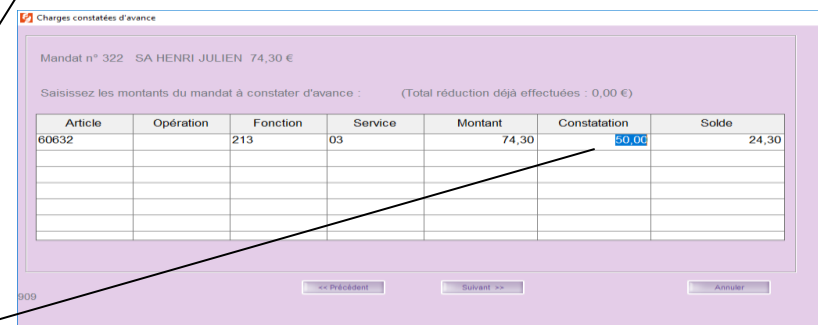 Charges constatées d'avance
Mandat n° 322 SA HENRI JULIEN 74,30 €
Saisissez les montants du mandat à constater d'avance : (Total réduction déjà effectuées : 0,00 €)
Article Opération Fonction Service Montant Constatation Solde
60632 213 03 74,30 50,00 24,30
<< Précédent Suivant >> Annuler
909